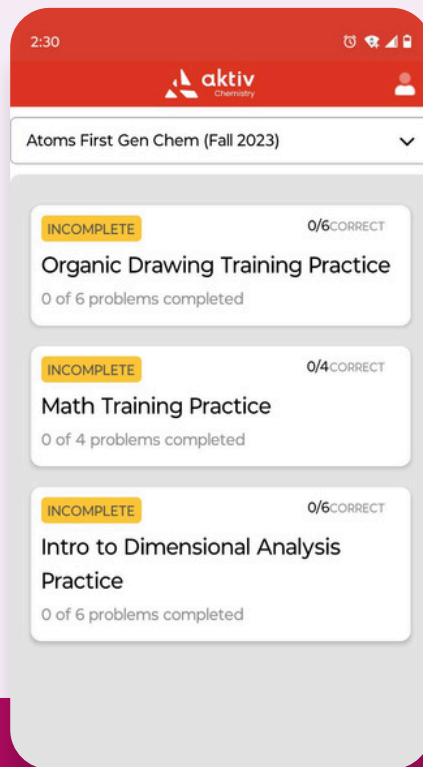 2:30
aktiv
Chemistry
Atoms First Gen Chem (Fall 2023)
INCOMPLETE
0/6CORRECT
Organic Drawing Training Practice
0 of 6 problems completed
INCOMPLETE
0/4CORRECT
Math Training Practice
0 of 4 problems completed
INCOMPLETE
0/6CORRECT
Intro to Dimensional Analysis
Practice
0 of 6 problems completed